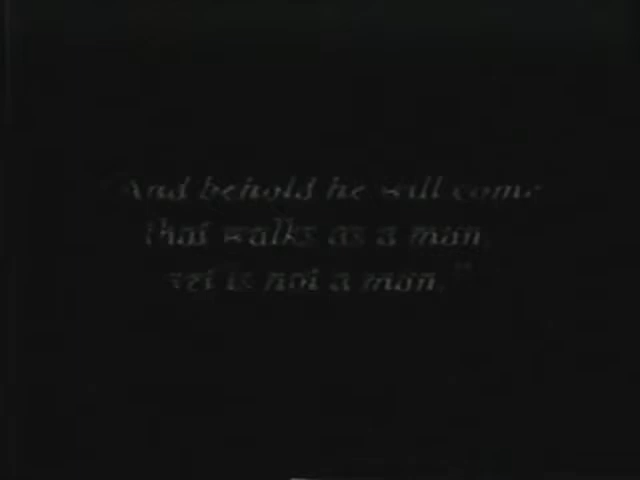 "And behold he will come
that walks as a man,
yet is not a man."